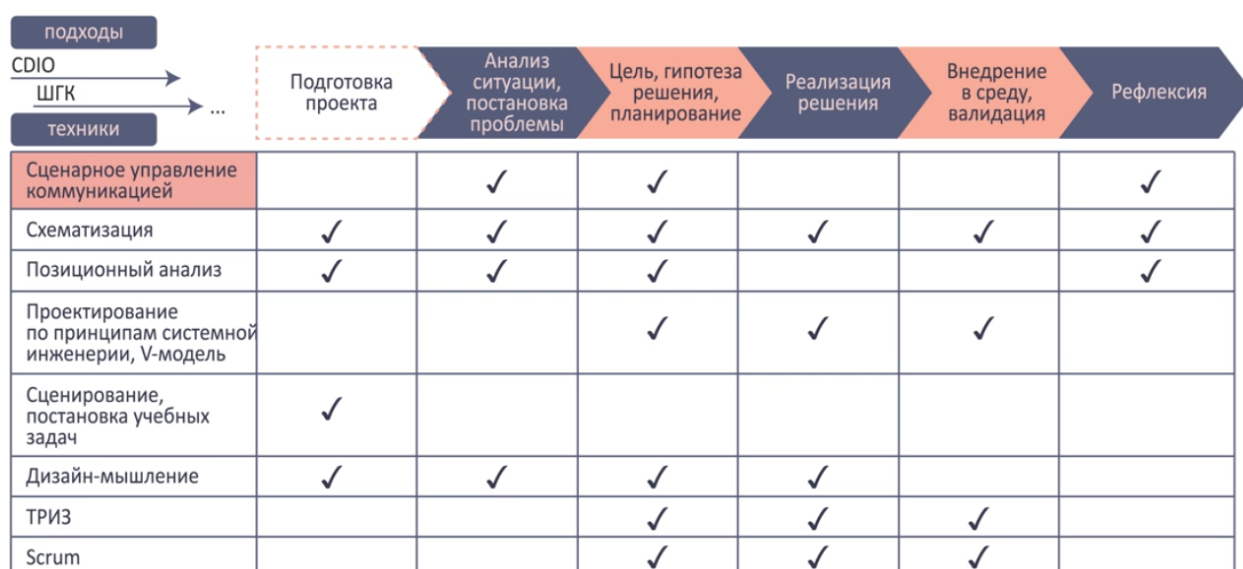 подходы
CDIO
ШГК
...
техники
Подготовка
проекта
Анализ
ситуации,
постановка
проблемы
Цель, гипотеза
решения,
планирование
Реализация
решения
Внедрение
в среду,
валидация
Рефлексия
Сценарное управление
коммуникацией
✓ ✓ ✓
Схематизация
✓ ✓ ✓ ✓ ✓ ✓
Позиционный анализ
✓ ✓ ✓ ✓
Проектирование
по принципам системной
инженерии, V-модель
✓ ✓ ✓
Сценирование,
постановка учебных
задач
✓
Дизайн-мышление
✓ ✓ ✓ ✓
ТРИЗ
✓ ✓ ✓
Scrum
✓ ✓ ✓